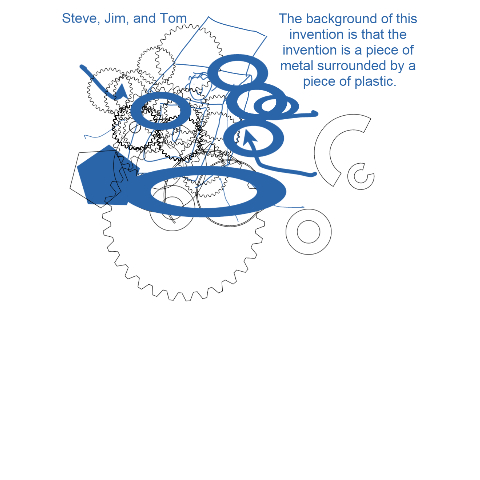 Steve, Jim, and Tom
The background of this
invention is that the
invention is a piece of
metal surrounded by a
piece of plastic.